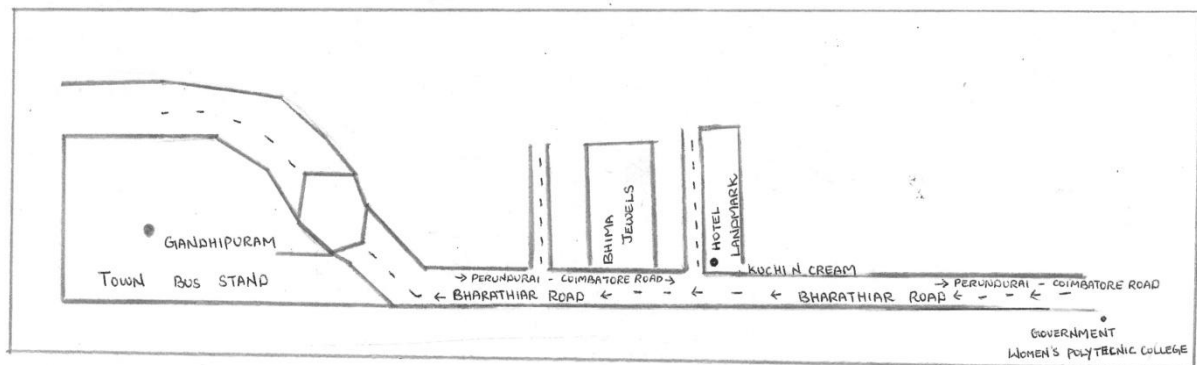 GANDHIPURAM
TOWN BUS STAND
BHIMA
JEWELS
HOTEL
LANDMARK
KUCHI N CREAM
→ PERUNDURAI - COIMBATORE ROAD →
← BHARATHIAR ROAD ←
BHARATHIAR ROAD ←
→ PERUNDURAI - COIMBATORE ROAD
GOVERNMENT
WOMEN'S POLYTECNIC COLLEGE